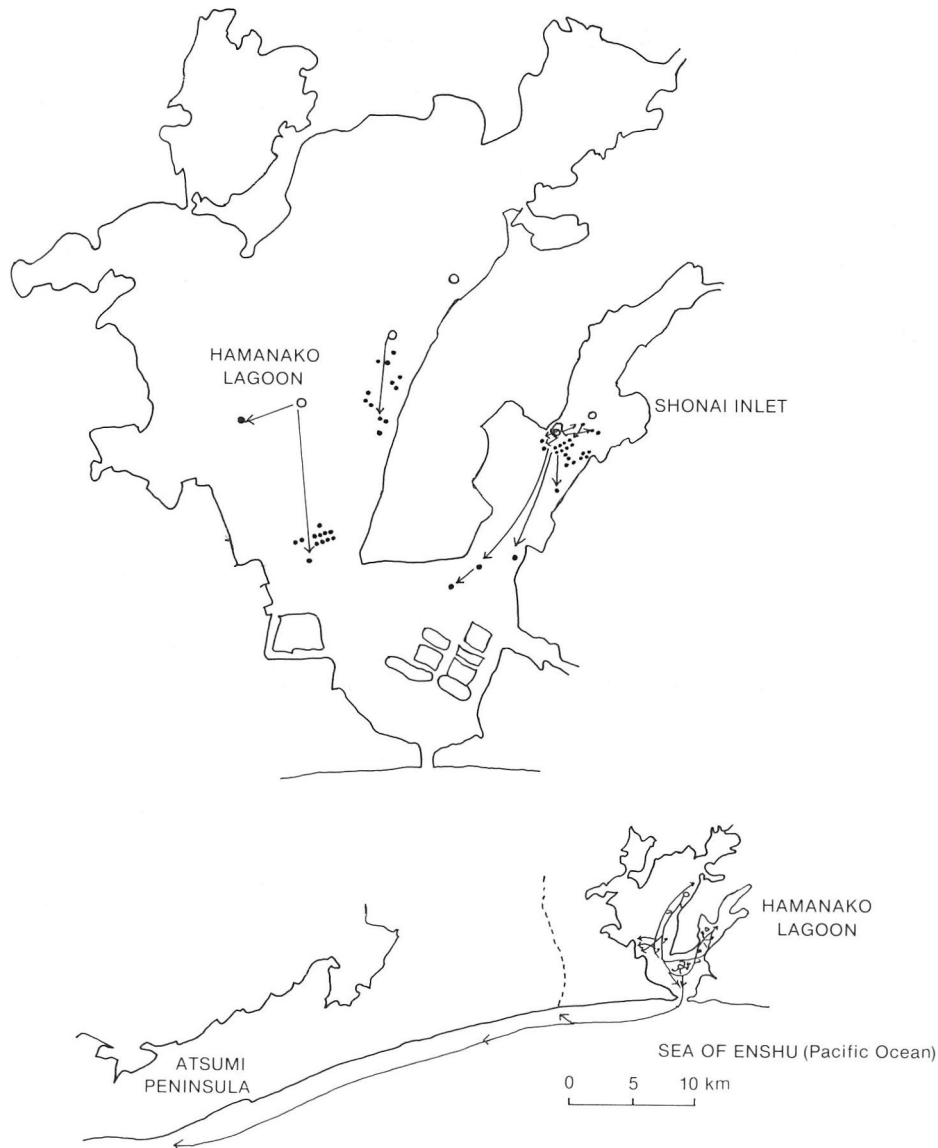 HAMANAKO
LAGOON
SHONAI INLET
HAMANAKO
LAGOON
ATSUMI
PENINSULA
SEA OF ENSHU (Pacific Ocean)
0 5 10 km